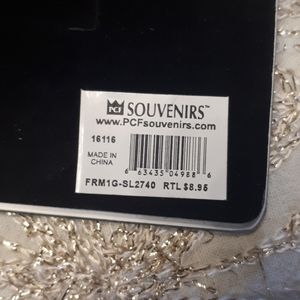 PCF SOUVENIRS™
www.PCFsouvenirs.com
16116
MADE IN
CHINA
6 63435 04988 6
FRM1G-SL2740 RTL $8.95